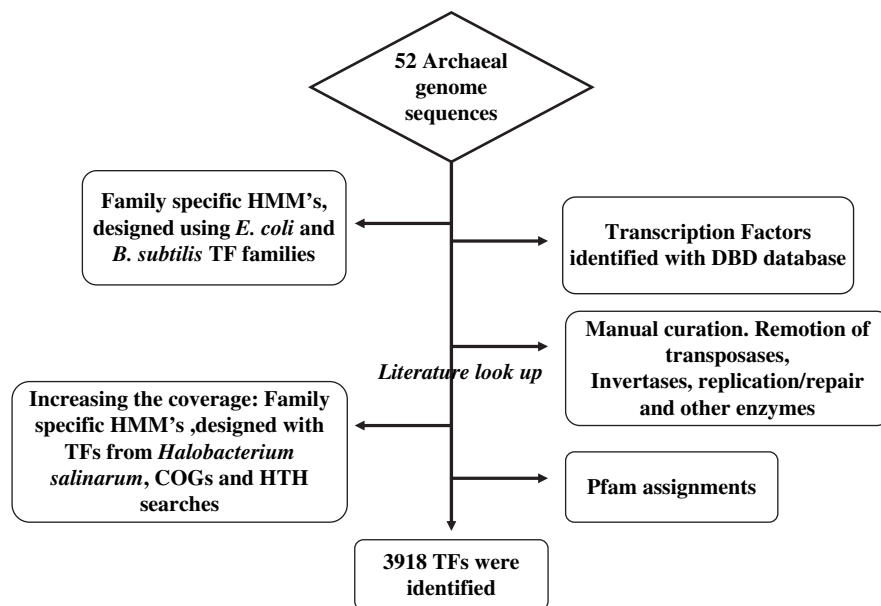 52 Archaeal
genome
sequences
Family specific HMM's,
designed using E. coli and
B. subtilis TF families
Transcription Factors
identified with DBD database
Manual curation. Remotion of
transposases,
Invertases, replication/repair
and other enzymes
Literature look up
Increasing the coverage: Family
specific HMM's ,designed with
TFs from Halobacterium
salinarum, COGs and HTH
searches
Pfam assignments
3918 TFs were
identified